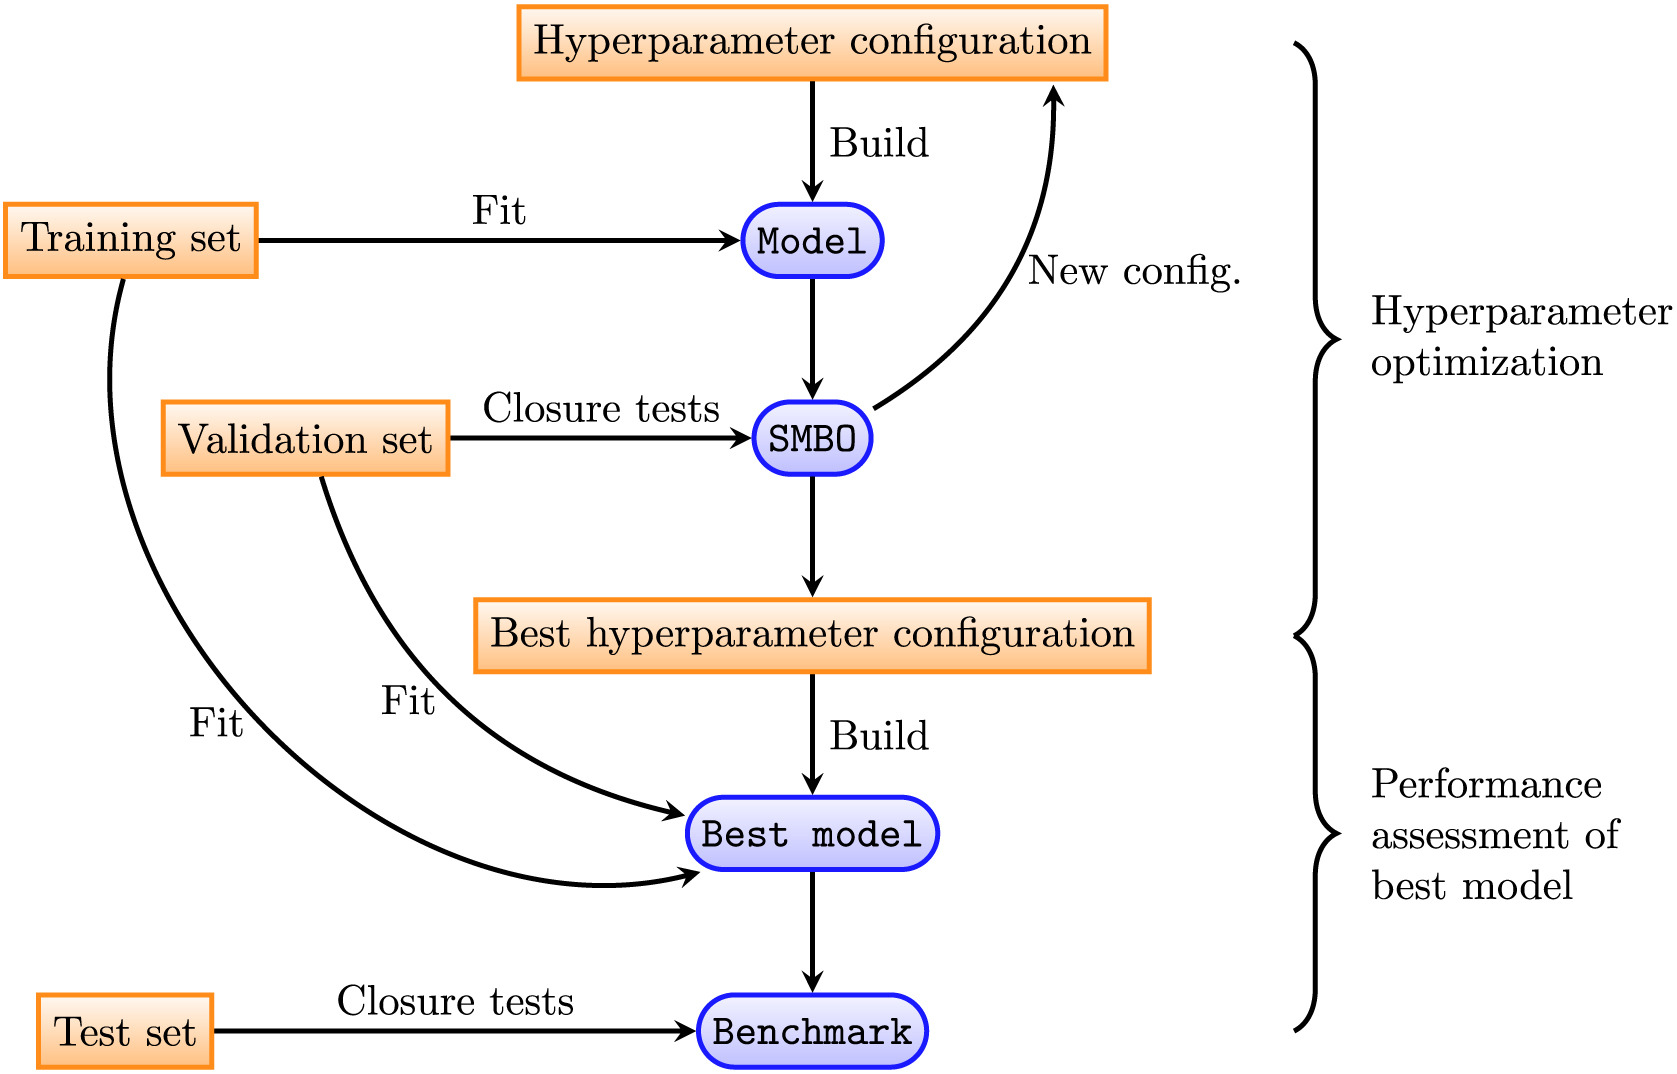 Hyperparameter configuration
Build
Fit
Training set
Model
New config.
Hyperparameter
optimization
Closure tests
Validation set
SMBO
Best hyperparameter configuration
Fit
Fit
Build
Performance
assessment of
best model
Best model
Closure tests
Test set
Benchmark